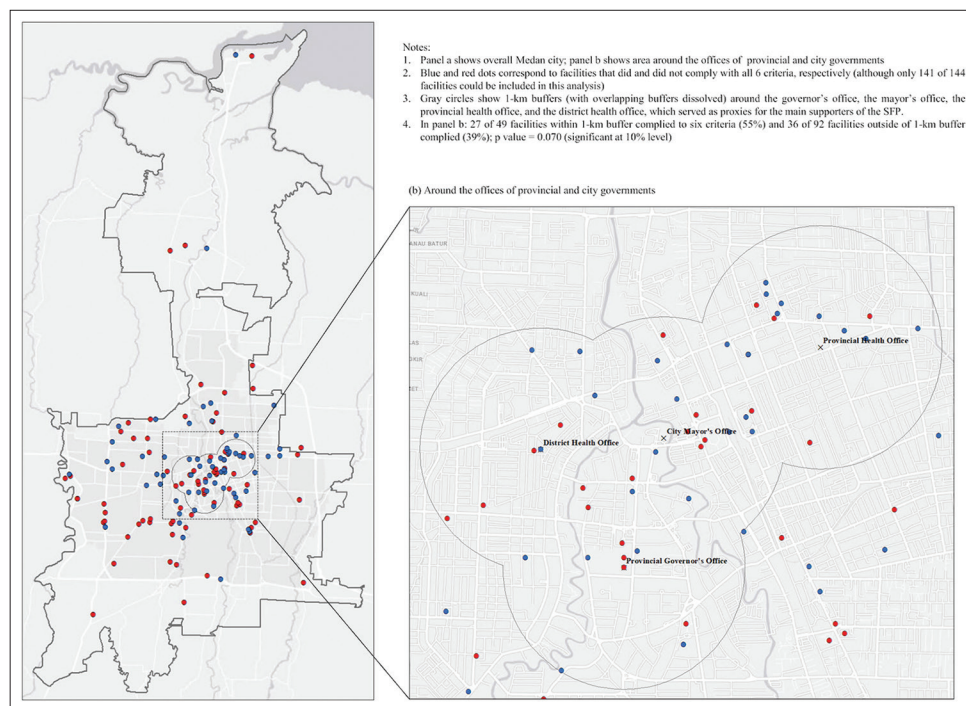 Notes:
1. Panel a shows overall Medan city; panel b shows area around the offices of provincial and city governments
2. Blue and red dots correspond to facilities that did and did not comply with all 6 criteria, respectively (although only 141 of 144
facilities could be included in this analysis)
3. Gray circles show 1-km buffers (with overlapping buffers dissolved) around the governor's office, the mayor's office, the
provincial health office, and the district health office, which served as proxies for the main supporters of the SFP.
4. In panel b: 27 of 49 facilities within 1-km buffer complied to six criteria (55%) and 36 of 92 facilities outside of 1-km buffer
complied (39%); p value = 0.070 (significant at 10% level)
(b) Around the offices of provincial and city governments
ANAU BATUR
KUALI
Provincial Health Office
City Mayor's Office
District Health Office
Provincial Governor's Office